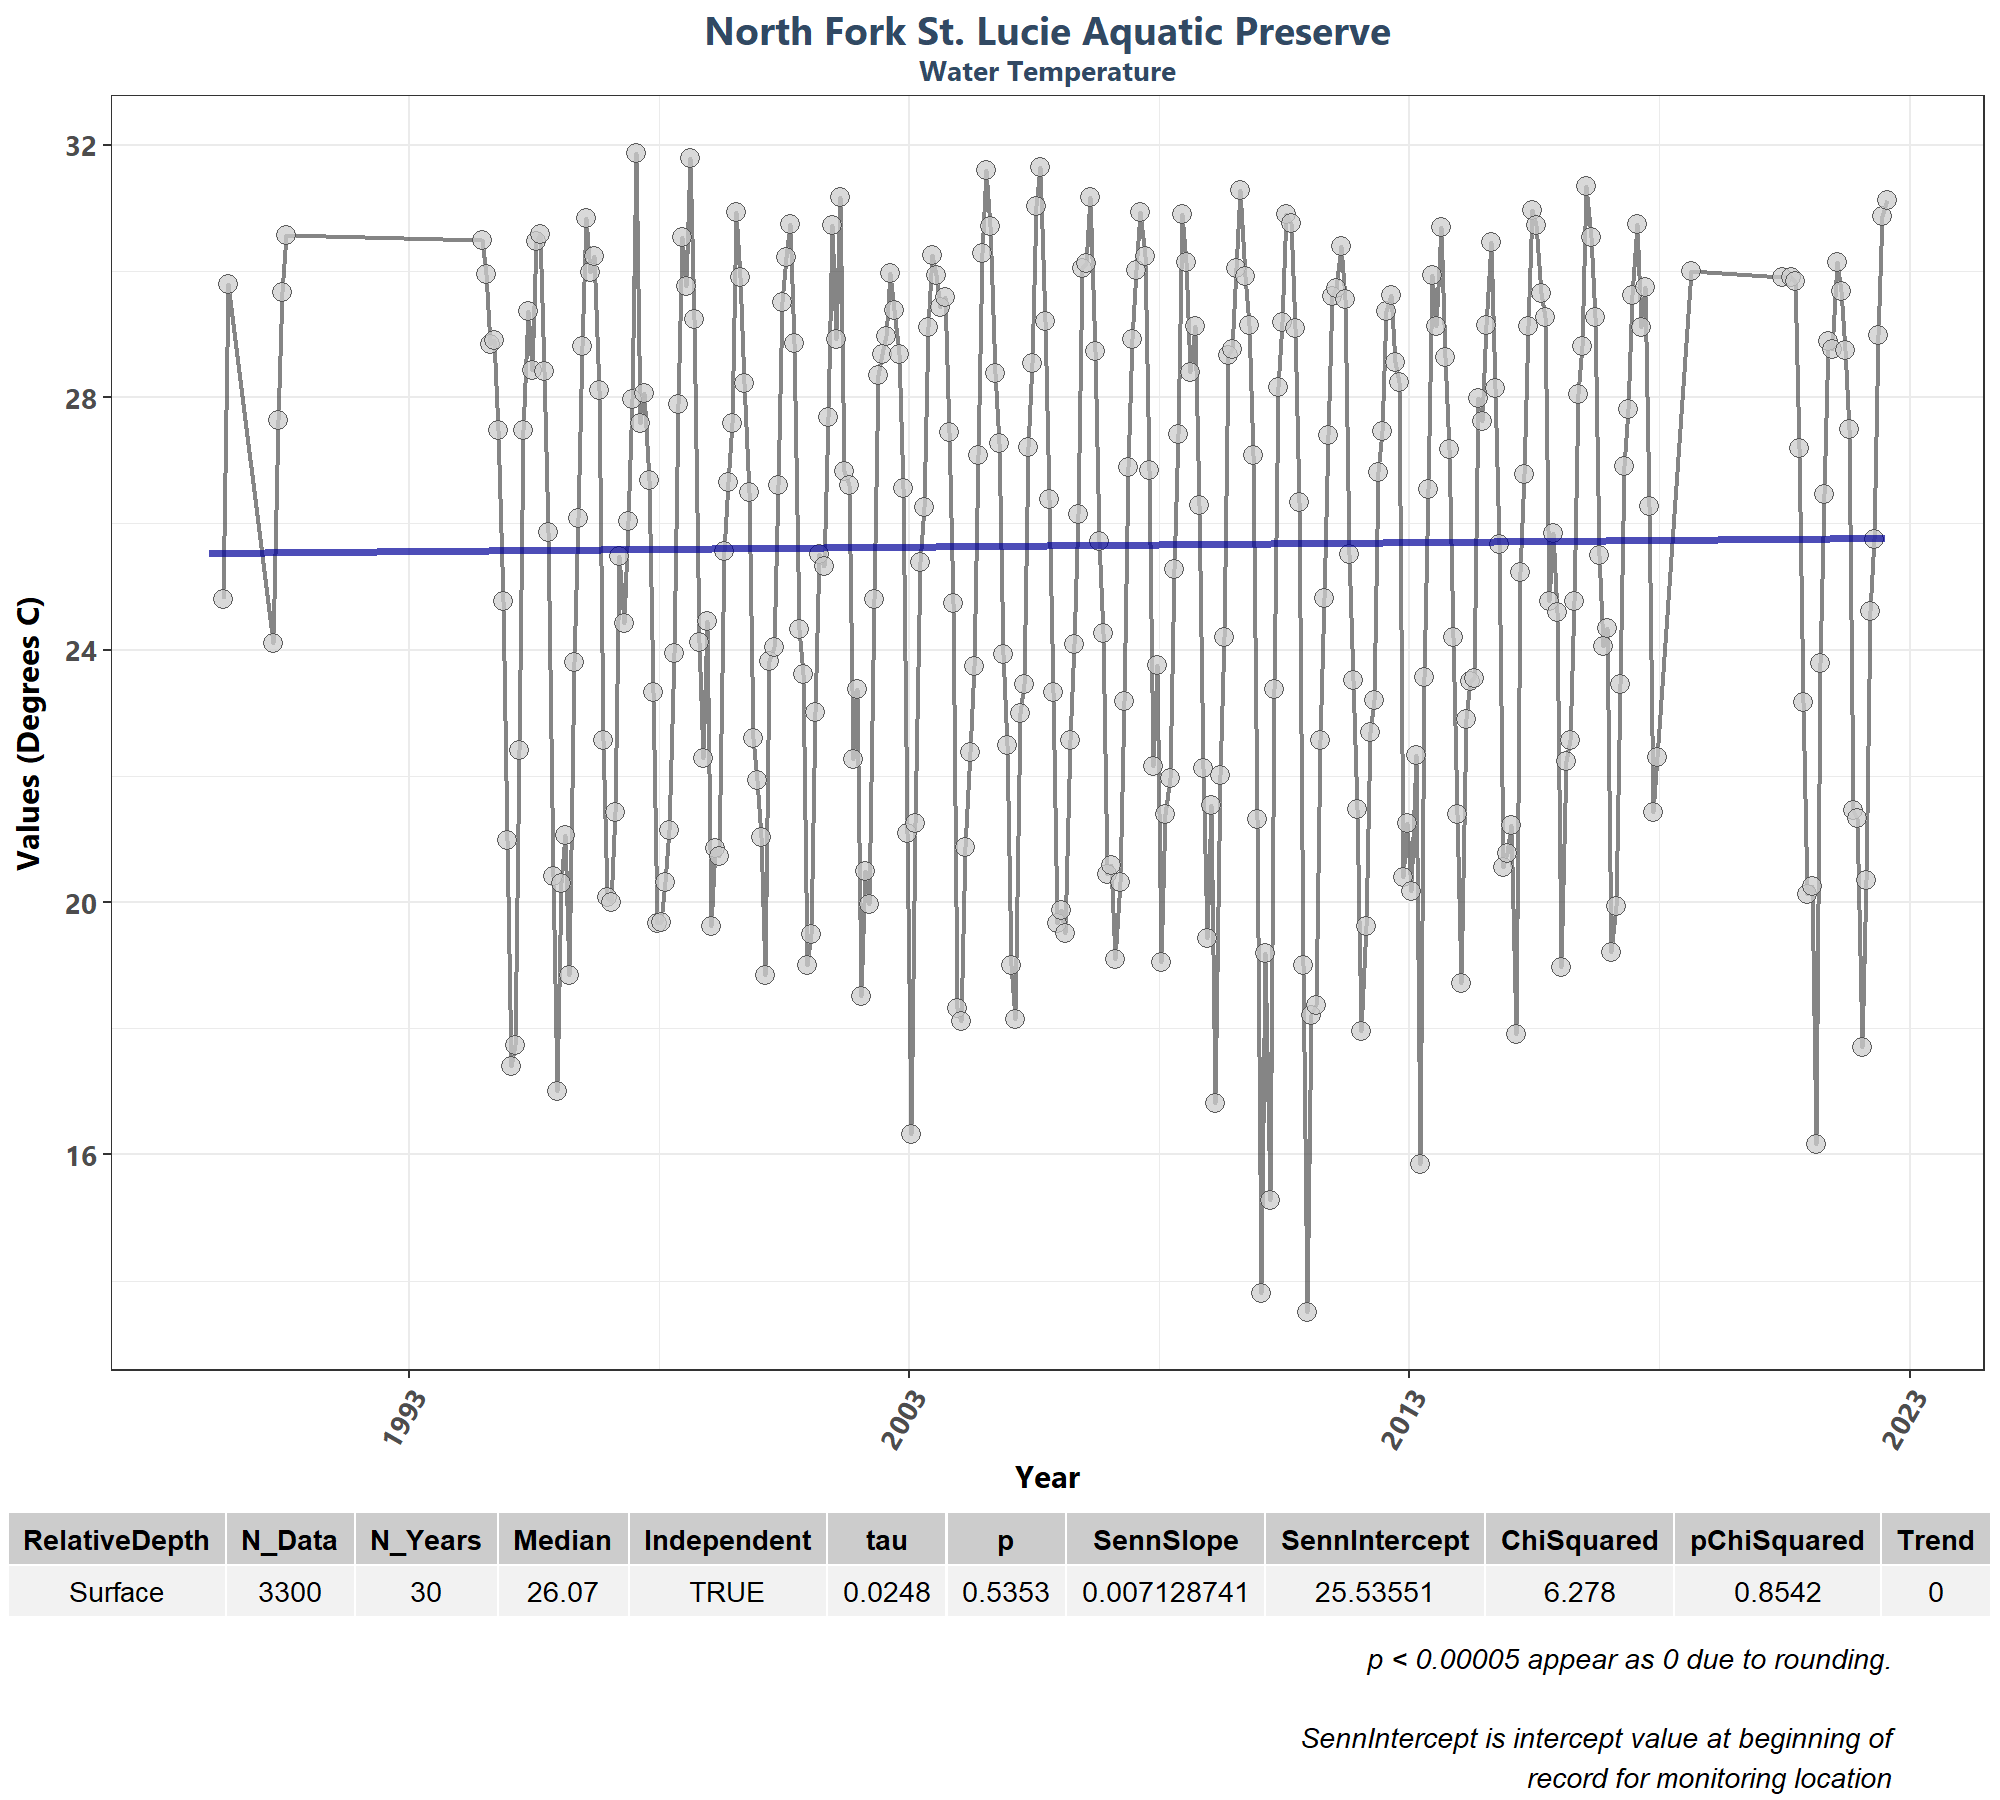 North Fork St. Lucie Aquatic Preserve
Water Temperature
32
28
24
20
16
Values (Degrees C)
1993
2003
2013
2023
Year
RelativeDepth N_Data N_Years Median Independent tau p SennSlope SennIntercept ChiSquared pChiSquared Trend
Surface 3300 30 26.07 TRUE 0.0248 0.5353 0.007128741 25.53551 6.278 0.8542 0
p < 0.00005 appear as 0 due to rounding.
SennIntercept is intercept value at beginning of
record for monitoring location